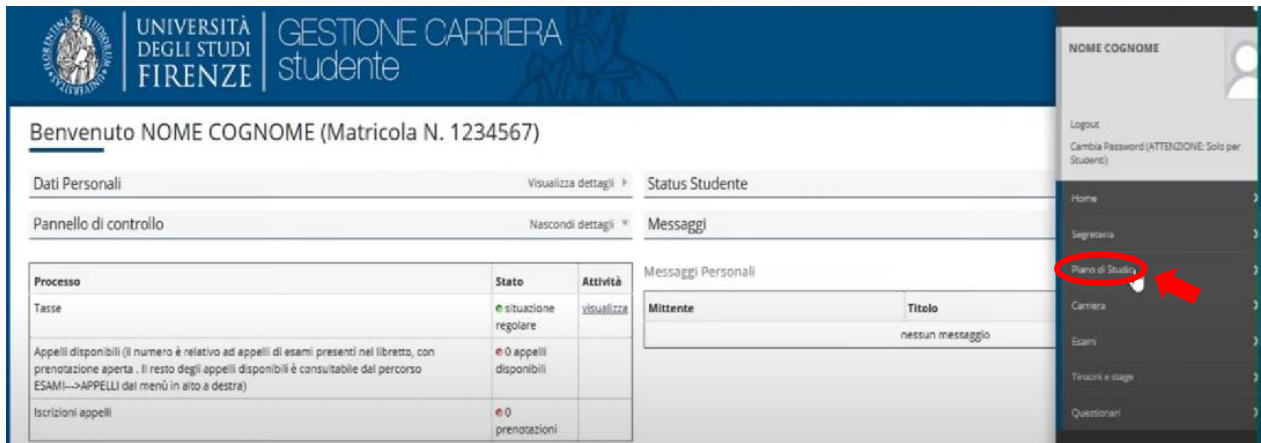 UNIVERSITÀ
DEGLI STUDI
FIRENZE
GESTIONE CARRIERA
studente
Benvenuto NOME COGNOME (Matricola N. 1234567)
Dati Personali
Visualizza dettagli
Status Studente
Pannello di controllo
Nascondi dettagli
Messaggi
Processo
Stato
Attività
Tasse
situazione
regolare
visualizza
Appelli disponibili (il numero è relativo ad appelli di esami presenti nel libretto, con
prenotazione aperta . Il resto degli appelli disponibili è consultabile dal percorso
ESAMI--->APPELLI dal menù in alto a destra)
0 appelli
disponibili
Iscrizioni appelli
0
prenotazioni
Messaggi Personali
Mittente
Titolo
nessun messaggio
NOME COGNOME
Logout
Cambia Password (ATTENZIONE: Solo per
Studenti)
Home
Segreteria
Piano di Studio
Carriera
Esami
Tirocini e stage
Questionari